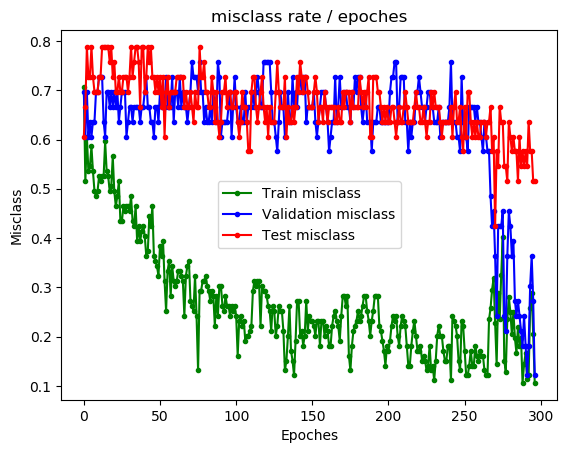 misclass rate / epoches
Misclass
0.8
0.7
0.6
0.5
0.4
0.3
0.2
0.1
Train misclass
Validation misclass
Test misclass
0 50 100 150 200 250 300
Epoches